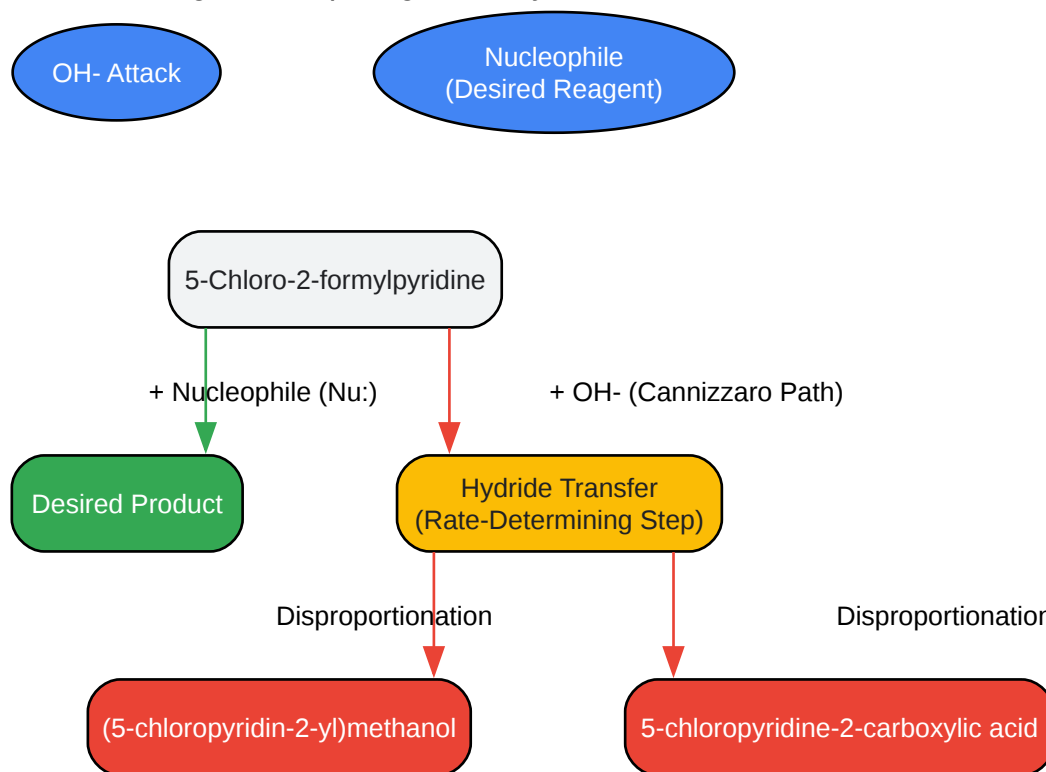 OH- Attack
Nucleophile
(Desired Reagent)
5-Chloro-2-formylpyridine
+ Nucleophile (Nu:)
+ OH- (Cannizzaro Path)
Desired Product
Hydride Transfer
(Rate-Determining Step)
Disproportionation
Disproportionation
(5-chloropyridin-2-yl)methanol
5-chloropyridine-2-carboxylic acid